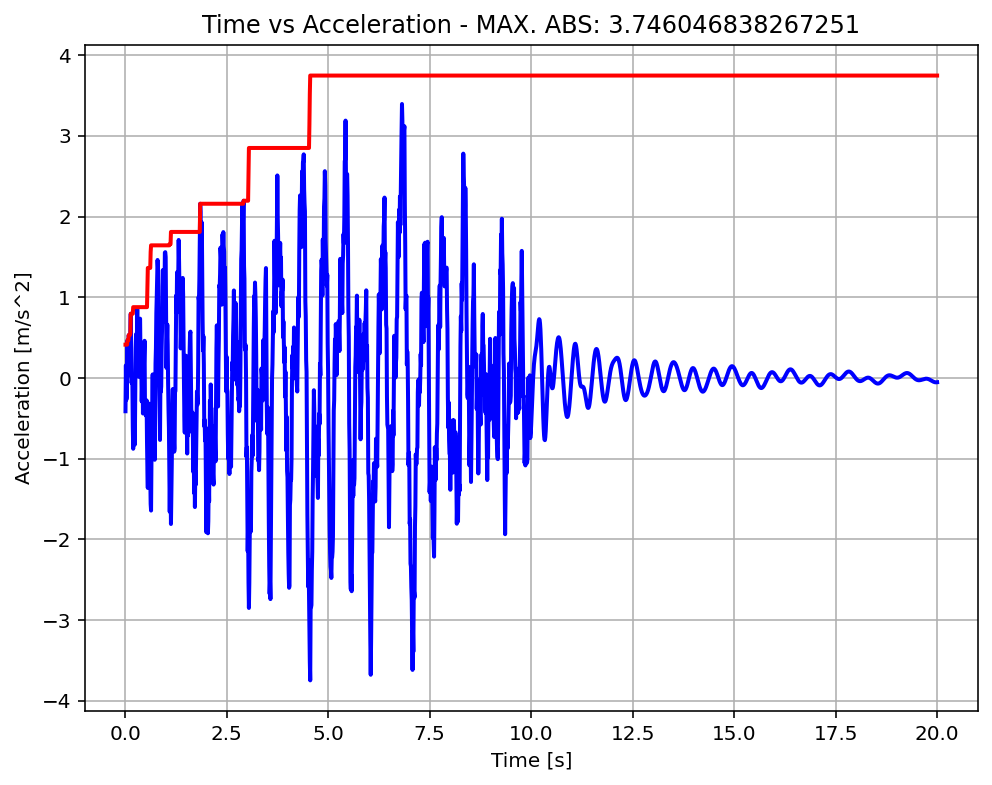 Time vs Acceleration - MAX. ABS: 3.746046838267251
Acceleration [m/s^2]
4
3
2
1
0
−1
−2
−3
−4
0.0 2.5 5.0 7.5 10.0 12.5 15.0 17.5 20.0
Time [s]